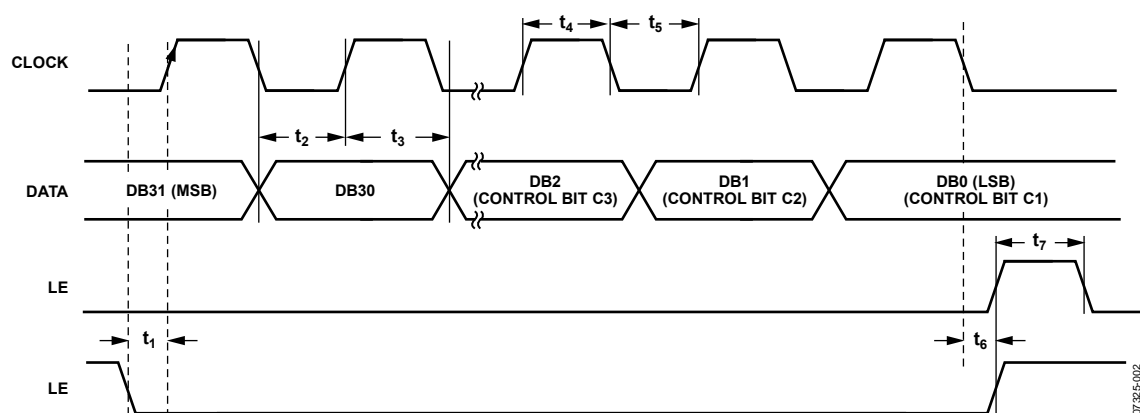 t4
t5
CLOCK
t2
t3
DATA
DB31 (MSB)
DB30
DB2
(CONTROL BIT C3)
DB1
(CONTROL BIT C2)
DB0 (LSB)
(CONTROL BIT C1)
t7
LE
t1
t6
LE
07325-002